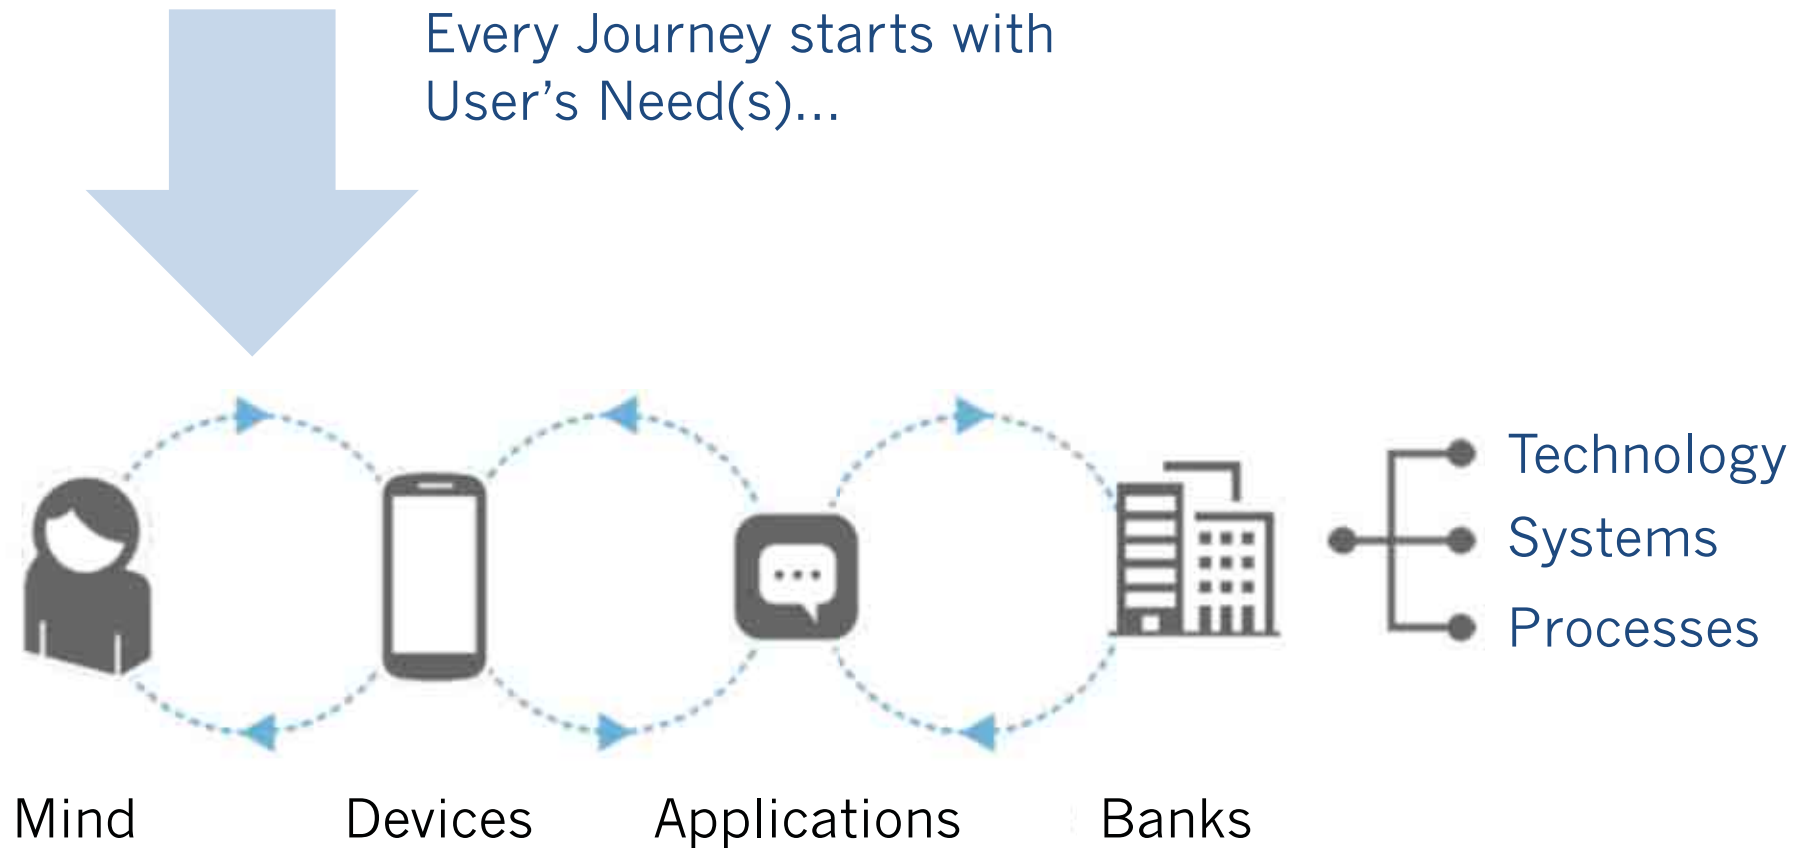 Every Journey starts with
User’s Need(s)...
Technology
Systems
Processes
Mind
Devices
Applications
Banks